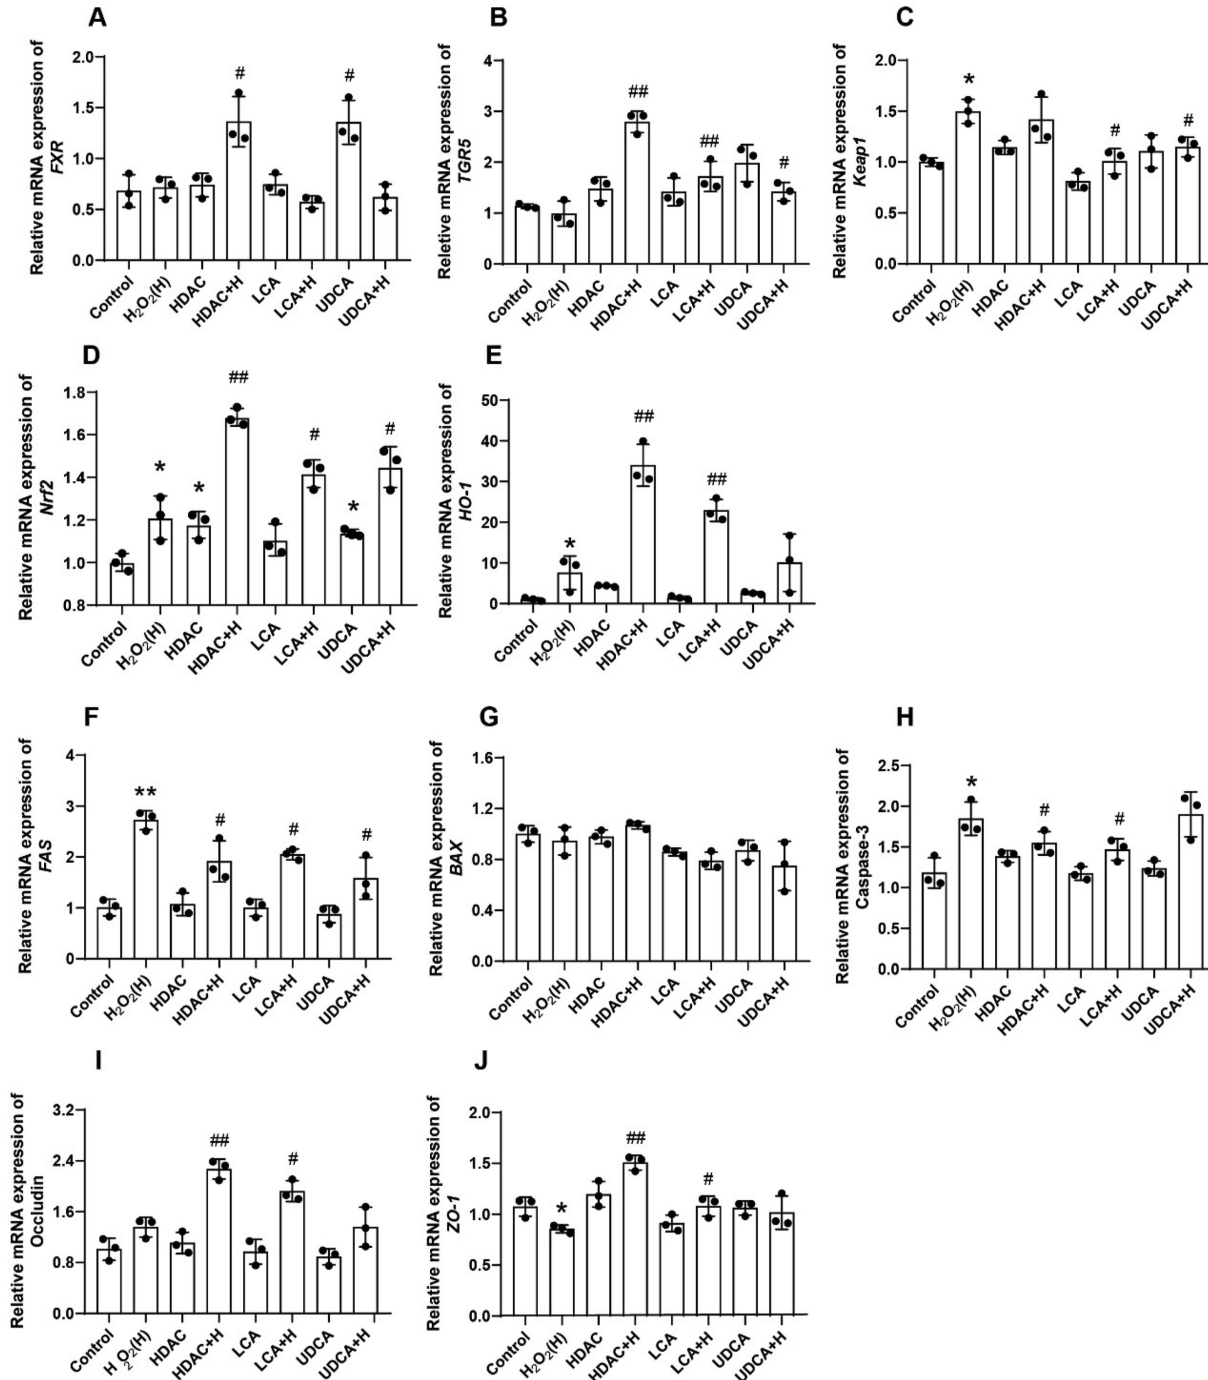 A
Relative mRNA expression of
FXR
2.0
1.5
1.0
0.5
0.0
#
#
Control
H2O2(H)
HDAC
HDAC+H
LCA
LCA+H
UDCA
UDCA+H
B
Reletive mRNA expression of
TGR5
4
3
2
1
0
##
##
#
Control
H2O2(H)
HDAC
HDAC+H
LCA
LCA+H
UDCA
UDCA+H
C
Relative mRNA expression of
Keap1
2.0
1.5
1.0
0.5
0.0
*
#
#
Control
H2O2(H)
HDAC
HDAC+H
LCA
LCA+H
UDCA
UDCA+H
D
Relative mRNA expression of
Nrf2
1.8
1.6
1.4
1.2
1.0
0.8
*
*
##
#
*
#
Control
H2O2(H)
HDAC
HDAC+H
LCA
LCA+H
UDCA
UDCA+H
E
Relative mRNA expression of
HO-1
50
40
30
20
10
0
*
##
##
Control
H2O2(H)
HDAC
HDAC+H
LCA
LCA+H
UDCA
UDCA+H
F
Relative mRNA expression of
FAS
4
3
2
1
0
**
#
#
#
Control
H2O2(H)
HDAC
HDAC+H
LCA
LCA+H
UDCA
UDCA+H
G
Relative mRNA expression of
BAX
1.6
1.2
0.8
0.4
0.0
Control
H2O2(H)
HDAC
HDAC+H
LCA
LCA+H
UDCA
UDCA+H
H
Relative mRNA expression of
Caspase-3
2.5
2.0
1.5
1.0
0.5
0.0
*
#
#
Control
H2O2(H)
HDAC
HDAC+H
LCA
LCA+H
UDCA
UDCA+H
I
Relative mRNA expression of
Occludin
3.2
2.4
1.6
0.8
0.0
##
#
Control
H2O2(H)
HDAC
HDAC+H
LCA
LCA+H
UDCA
UDCA+H
J
Relative mRNA expression of
ZO-1
2.0
1.5
1.0
0.5
0.0
*
##
#
Control
H2O2(H)
HDAC
HDAC+H
LCA
LCA+H
UDCA
UDCA+H